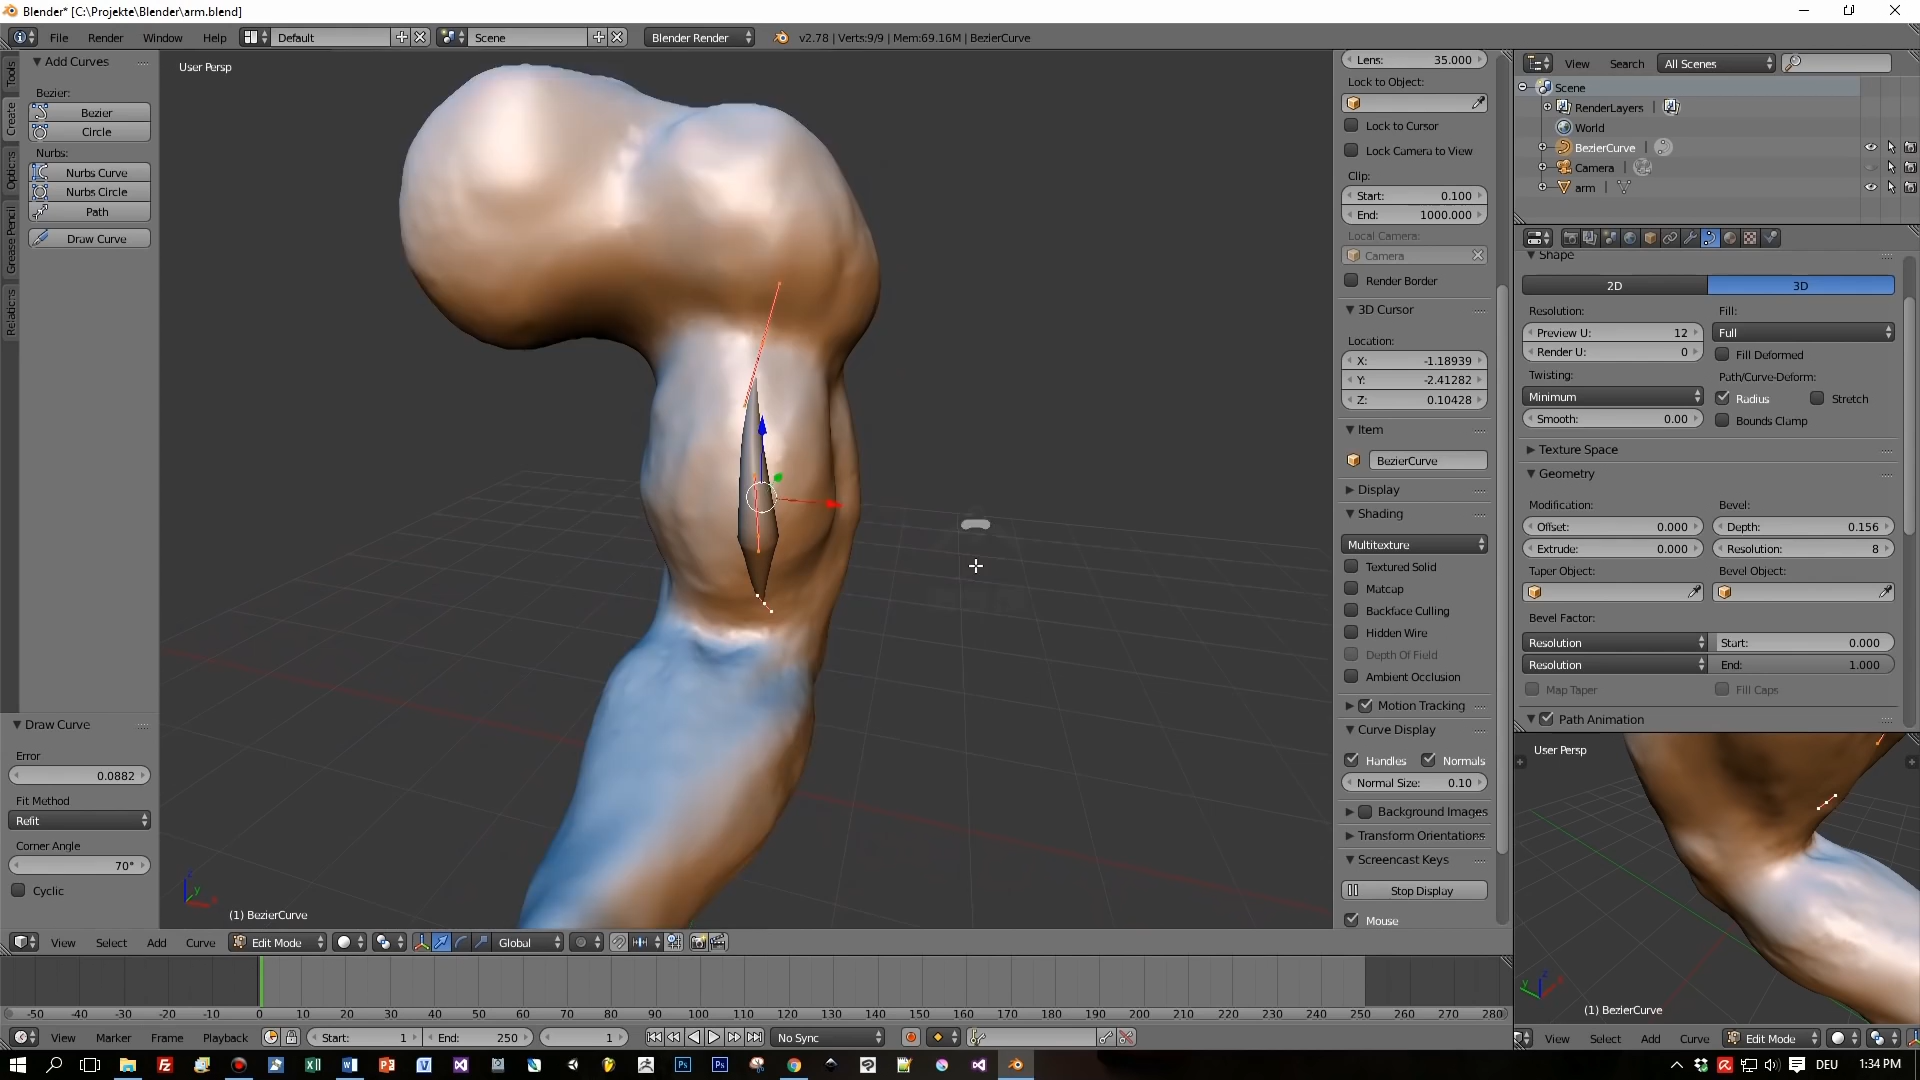 Blender* [C:\Projekte\Blender\arm.blend]
File Render Window Help Default Scene Blender Render v2.78 | Verts:9/9 | Mem:69.16M | BezierCurve
Tools
Create
Options
Grease Pencil
Relations
Add Curves
Bezier:
Bezier
Circle
Nurbs:
Nurbs Curve
Nurbs Circle
Path
Draw Curve
Draw Curve
Error
0.0882
Fit Method
Refit
Corner Angle
70°
Cyclic
User Persp
(1) BezierCurve
Lens: 35.000
Lock to Object:
Lock to Cursor
Lock Camera to View
Clip:
Start: 0.100
End: 1000.000
Local Camera:
Camera
Render Border
3D Cursor
Location:
X: -1.18939
Y: -2.41282
Z: 0.10428
Item
BezierCurve
Display
Shading
Multitexture
Textured Solid
Matcap
Backface Culling
Hidden Wire
Depth Of Field
Ambient Occlusion
Motion Tracking
Curve Display
Handles Normals
Normal Size: 0.10
Background Images
Transform Orientations
Screencast Keys
Stop Display
Mouse
View Search All Scenes
Scene
RenderLayers
World
BezierCurve
Camera
arm
Shape
2D 3D
Resolution: Fill:
Preview U: 12 Full
Render U: 0 Fill Deformed
Twisting: Path/Curve-Deform:
Minimum Radius Stretch
Smooth: 0.00 Bounds Clamp
Texture Space
Geometry
Modification: Bevel:
Offset: 0.000 Depth: 0.156
Extrude: 0.000 Resolution: 8
Taper Object: Bevel Object:
Bevel Factor:
Resolution Start: 0.000
Resolution End: 1.000
Map Taper Fill Caps
Path Animation
User Persp
(1) BezierCurve
View Select Add Curve Edit Mode
View Select Add Curve Edit Mode Global
-50 -40 -30 -20 -10 0 10 20 30 40 50 60 70 80 90 100 110 120 130 140 150 160 170 180 190 200 210 220 230 240 250 260 270 280
View Marker Frame Playback Start: 1 End: 250 1 No Sync
DEU 1:34 PM